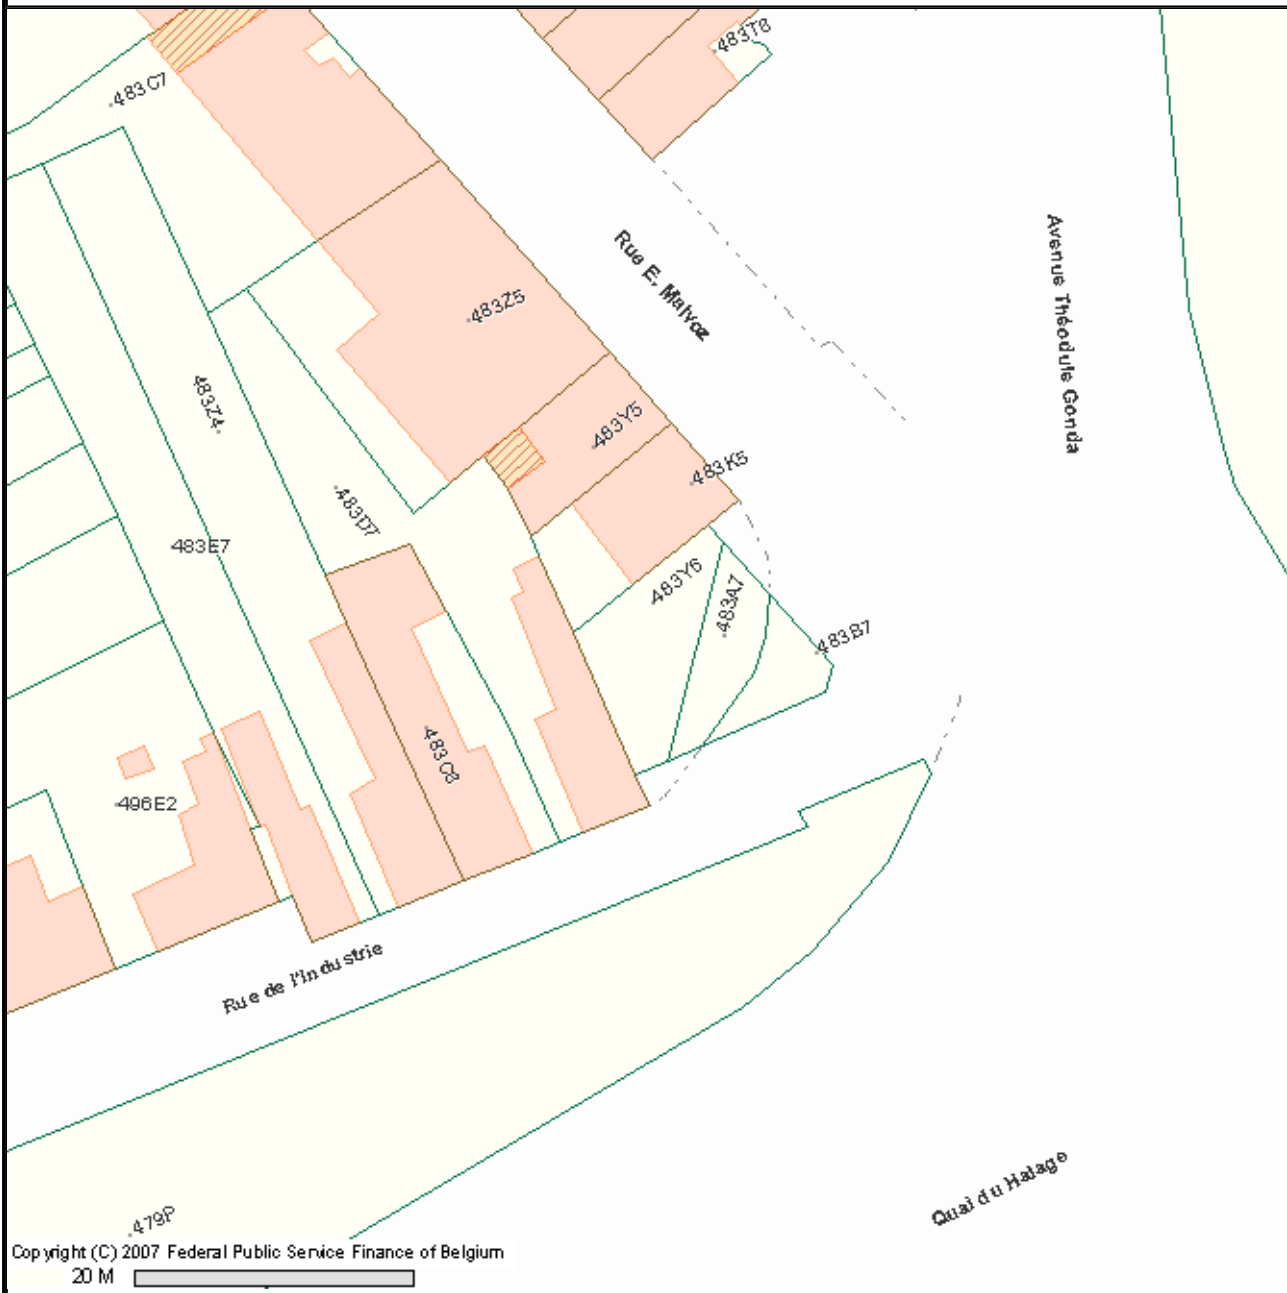 483T8
483C7
Rue E. Malvoz
Avenue Théodule Gonda
483Z5
483Z4
483Y5
483K5
483D7
483E7
483Y6
483A7
483B7
483C8
496E2
Rue de l'Industrie
Quai du Halage
479P
Copyright (C) 2007 Federal Public Service Finance of Belgium
20 M